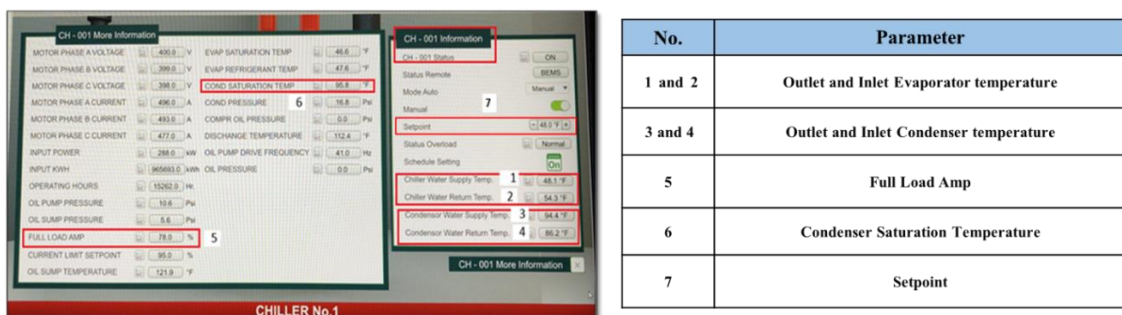 CH - 001 More Information
MOTOR PHASE A VOLTAGE 400.0 V EVAP SATURATION TEMP 46.6 °F
MOTOR PHASE B VOLTAGE 399.0 V EVAP REFRIGERANT TEMP 47.6 °F
MOTOR PHASE C VOLTAGE 398.0 V COND SATURATION TEMP 95.8 °F
MOTOR PHASE A CURRENT 496.0 A COND PRESSURE 6 16.8 Psi
MOTOR PHASE B CURRENT 493.0 A COMPR OIL PRESSURE 0.0 Psi
MOTOR PHASE C CURRENT 477.0 A DISCHANGE TEMPERATURE 112.4 °F
INPUT POWER 288.0 kW OIL PUMP DRIVE FREQUENCY 41.0 Hz
INPUT KWH 965693.0 kWh OIL PRESSURE 0.0 Psi
OPERATING HOURS 15262.0 Hr.
OIL PUMP PRESSURE 10.6 Psi
OIL SUMP PRESSURE 5.6 Psi
FULL LOAD AMP 78.0 % 5
CURRENT LIMIT SETPOINT 95.0 %
OIL SUMP TEMPERATURE 121.9 °F
CH - 001 Information
CH - 001 Status ON
Status Remote BEMS
Mode Auto Manual
Manual 7
Setpoint - 48.0 °F +
Status Overload Normal
Schedule Setting On
Chiller Water Supply Temp. 1 48.1 °F
Chiller Water Return Temp. 2 54.3 °F
Condensor Water Supply Temp. 3 94.4 °F
Condensor Water Return Temp. 4 86.2 °F
CH - 001 More Information ×
CHILLER No.1
No. Parameter
1 and 2 Outlet and Inlet Evaporator temperature
3 and 4 Outlet and Inlet Condenser temperature
5 Full Load Amp
6 Condenser Saturation Temperature
7 Setpoint